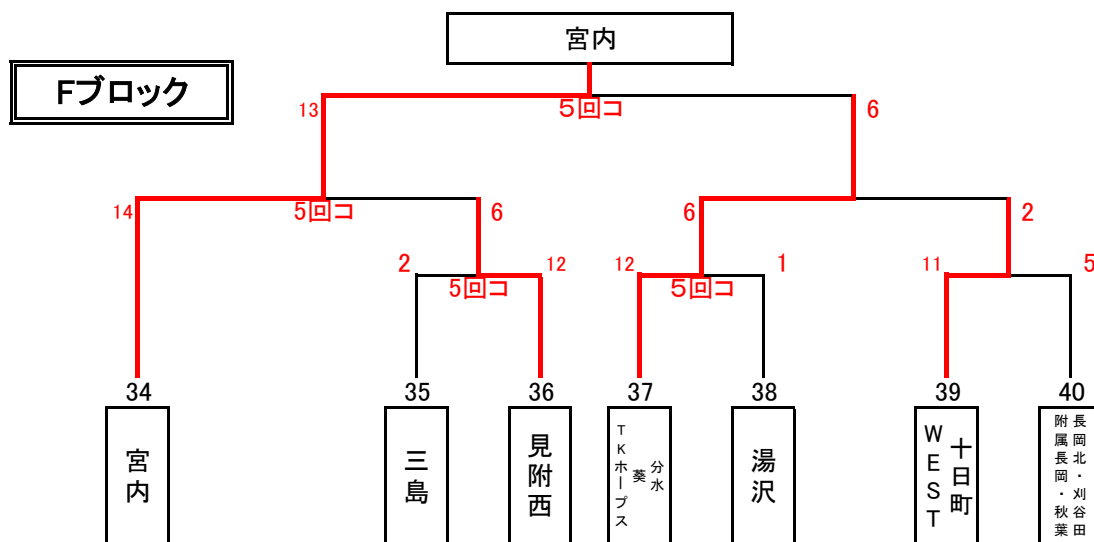 宮内
Fブロック
13
5回コ
6
14
5回コ
6
6
2
2
12
12
1
11
5
5回コ
5回コ
34
35
36
37
38
39
40
宮内
三島
見附西
分水
葵
TKホープス
湯沢
十日町
WEST
長岡北・刈谷田
附属長岡・秋葉